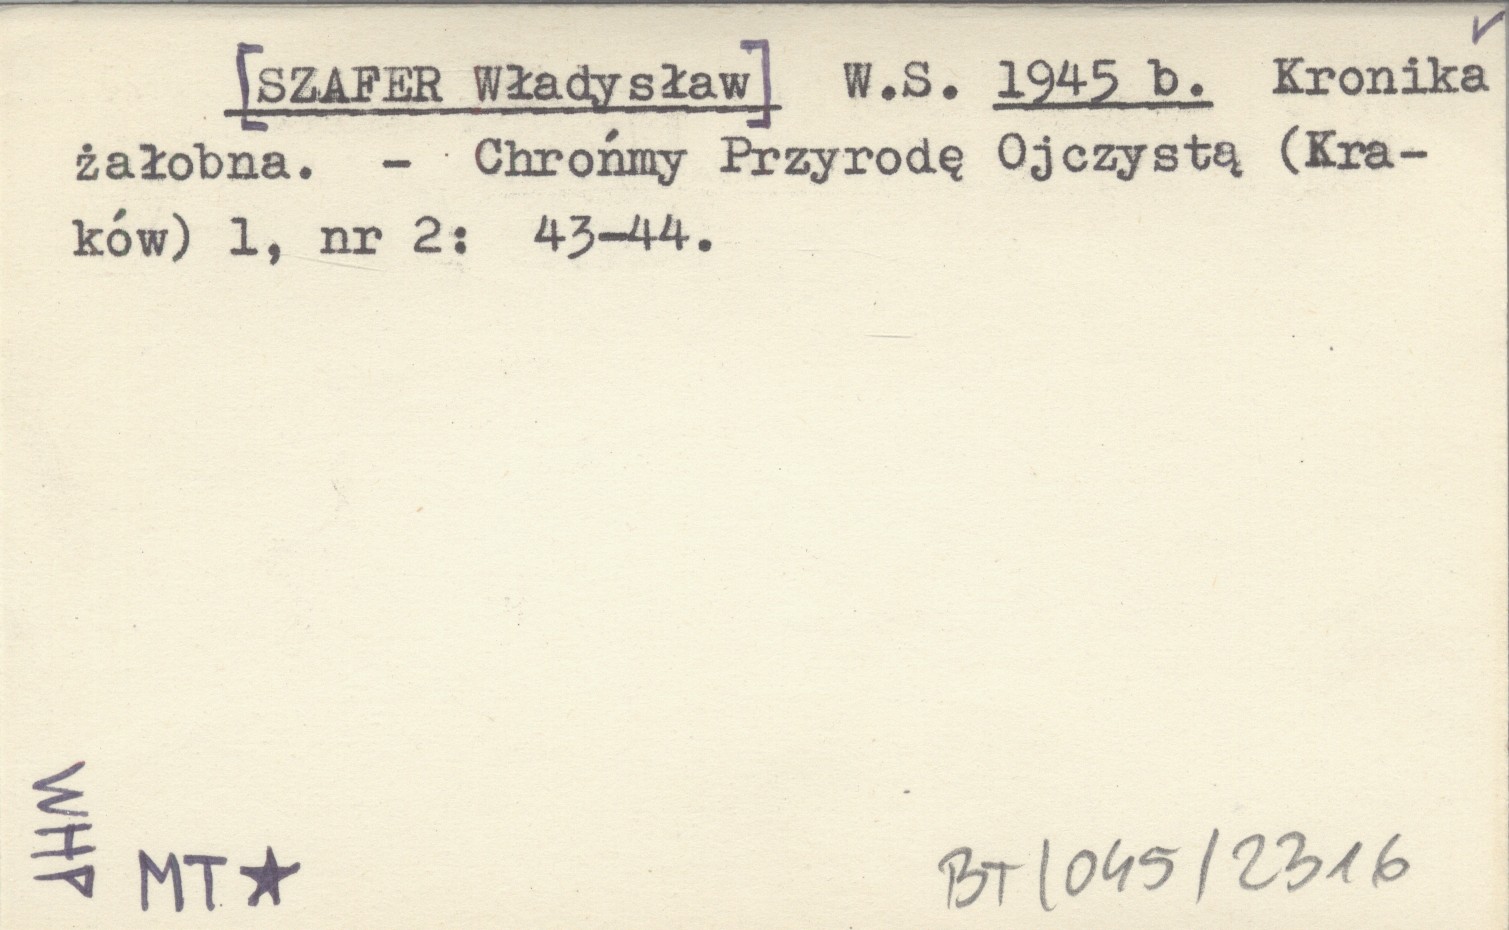 [SZAFER Władysław] W.S. 1945 b. Kronika
żałobna. - Chrońmy Przyrodę Ojczystą (Kra-
ków) 1, nr 2: 43-44.
WHP
MT★
BT/045/2316